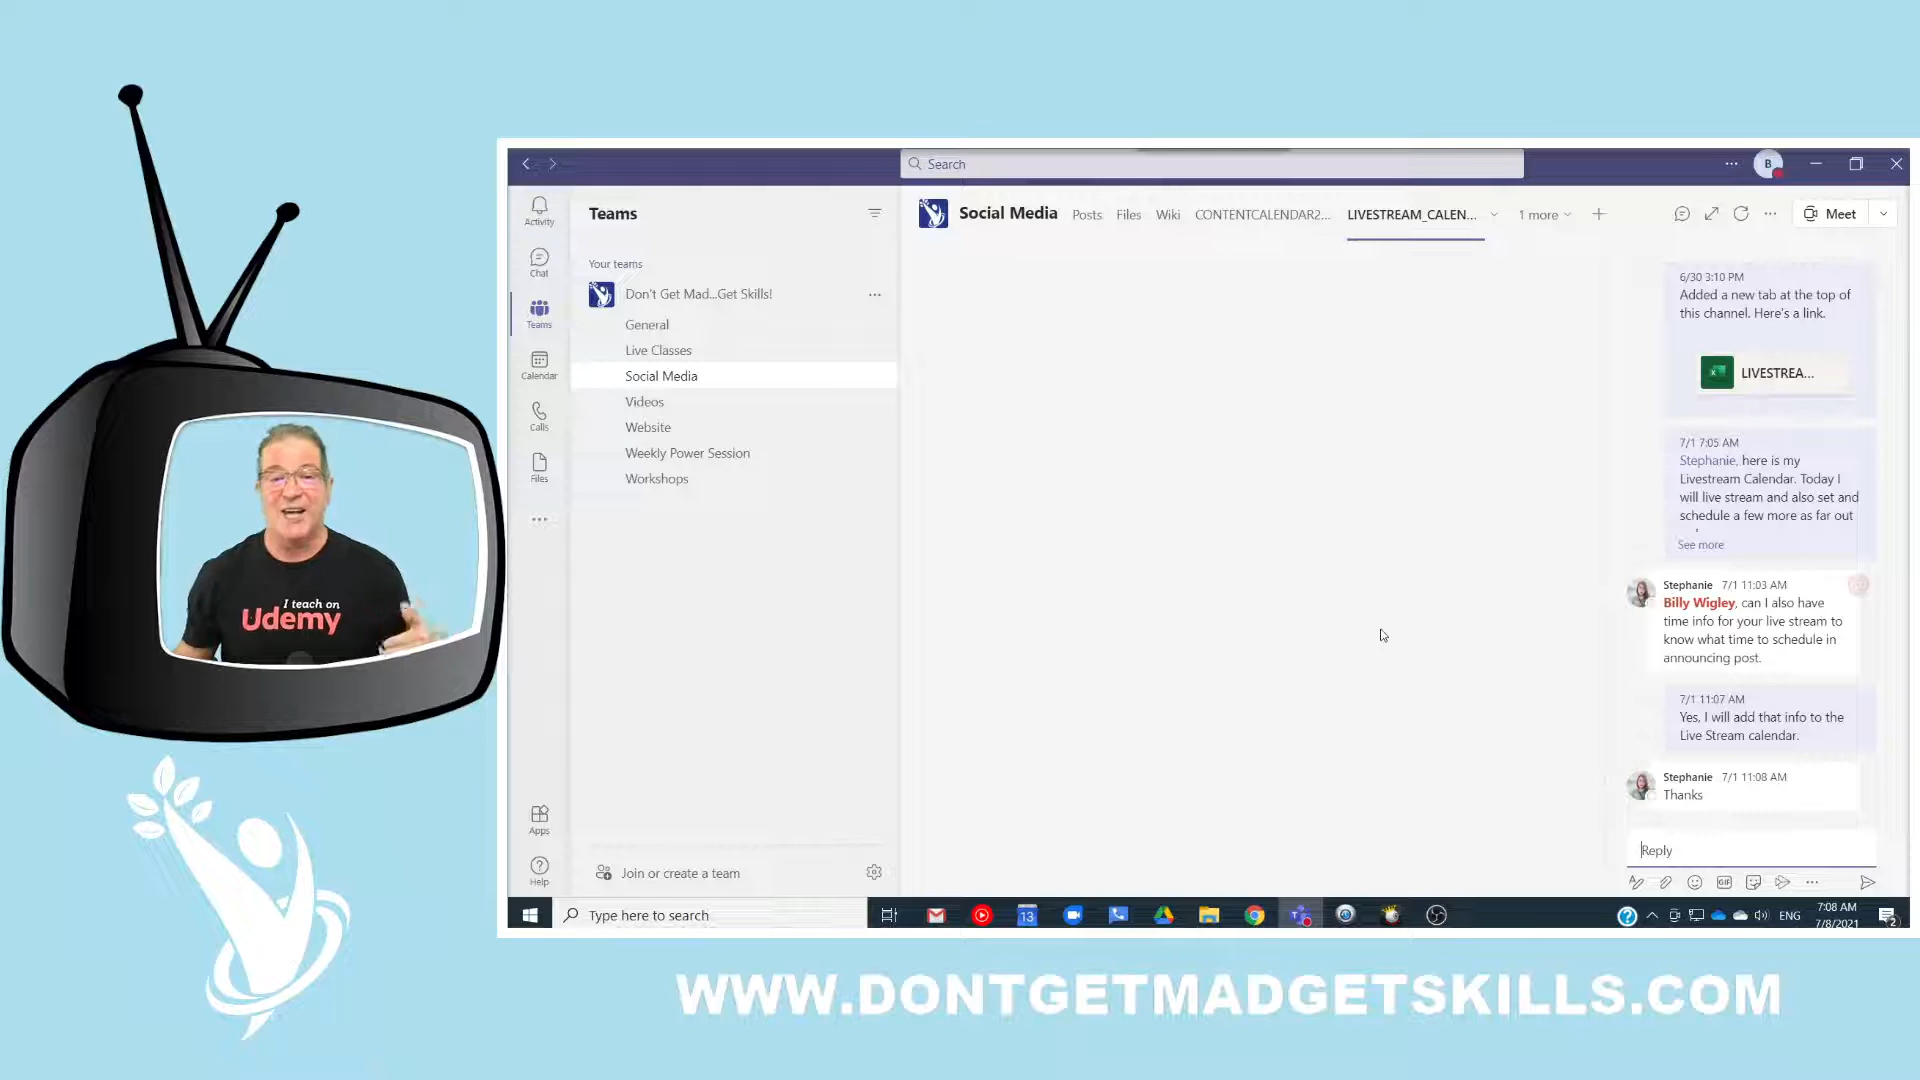 Search
B
Activity
Chat
Teams
Calendar
Calls
Files
Apps
Help
Teams
Your teams
Don't Get Mad...Get Skills!
General
Live Classes
Social Media
Videos
Website
Weekly Power Session
Workshops
Join or create a team
Social Media
Posts
Files
Wiki
CONTENTCALENDAR2...
LIVESTREAM_CALEN...
1 more
Meet
6/30 3:10 PM
Added a new tab at the top of
this channel. Here's a link.
LIVESTREA...
7/1 7:05 AM
Stephanie, here is my
Livestream Calendar. Today I
will live stream and also set and
schedule a few more as far out
See more
Stephanie 7/1 11:03 AM
Billy Wigley, can I also have
time info for your live stream to
know what time to schedule in
announcing post.
7/1 11:07 AM
Yes, I will add that info to the
Live Stream calendar.
Stephanie 7/1 11:08 AM
Thanks
Reply
GIF
Type here to search
13
ENG
7:08 AM
7/8/2021
2
I teach on
Udemy
WWW.DONTGETMADGETSKILLS.COM